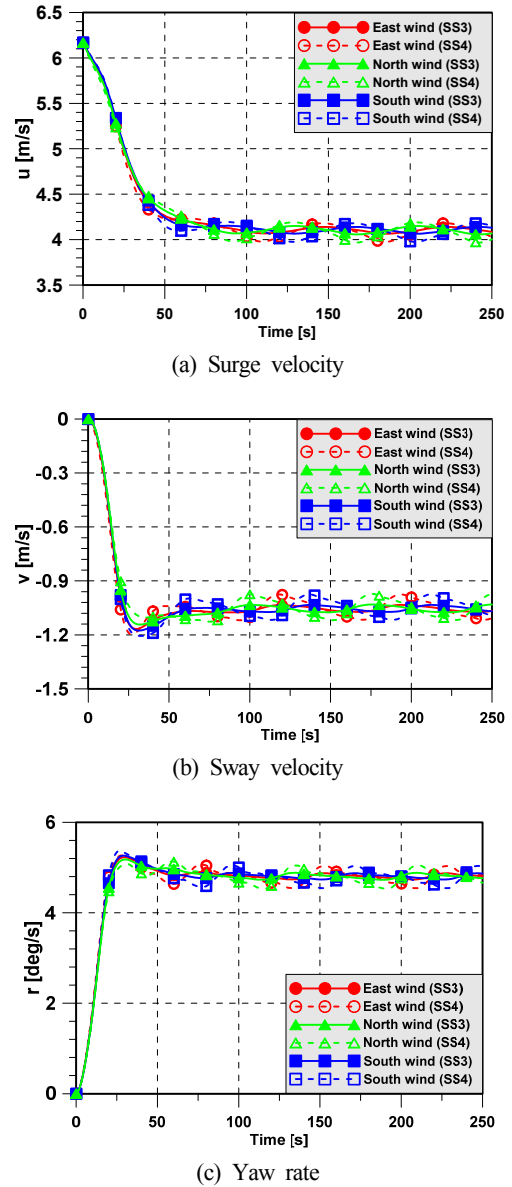 6.5
6
5.5
5
4.5
4
3.5
u [m/s]
East wind (SS3)
East wind (SS4)
North wind (SS3)
North wind (SS4)
South wind (SS3)
South wind (SS4)
0 50 100 150 200 250
Time [s]
(a) Surge velocity
0
-0.3
-0.6
-0.9
-1.2
-1.5
v [m/s]
East wind (SS3)
East wind (SS4)
North wind (SS3)
North wind (SS4)
South wind (SS3)
South wind (SS4)
0 50 100 150 200 250
Time [s]
(b) Sway velocity
6
4
2
0
r [deg/s]
East wind (SS3)
East wind (SS4)
North wind (SS3)
North wind (SS4)
South wind (SS3)
South wind (SS4)
0 50 100 150 200 250
Time [s]
(c) Yaw rate